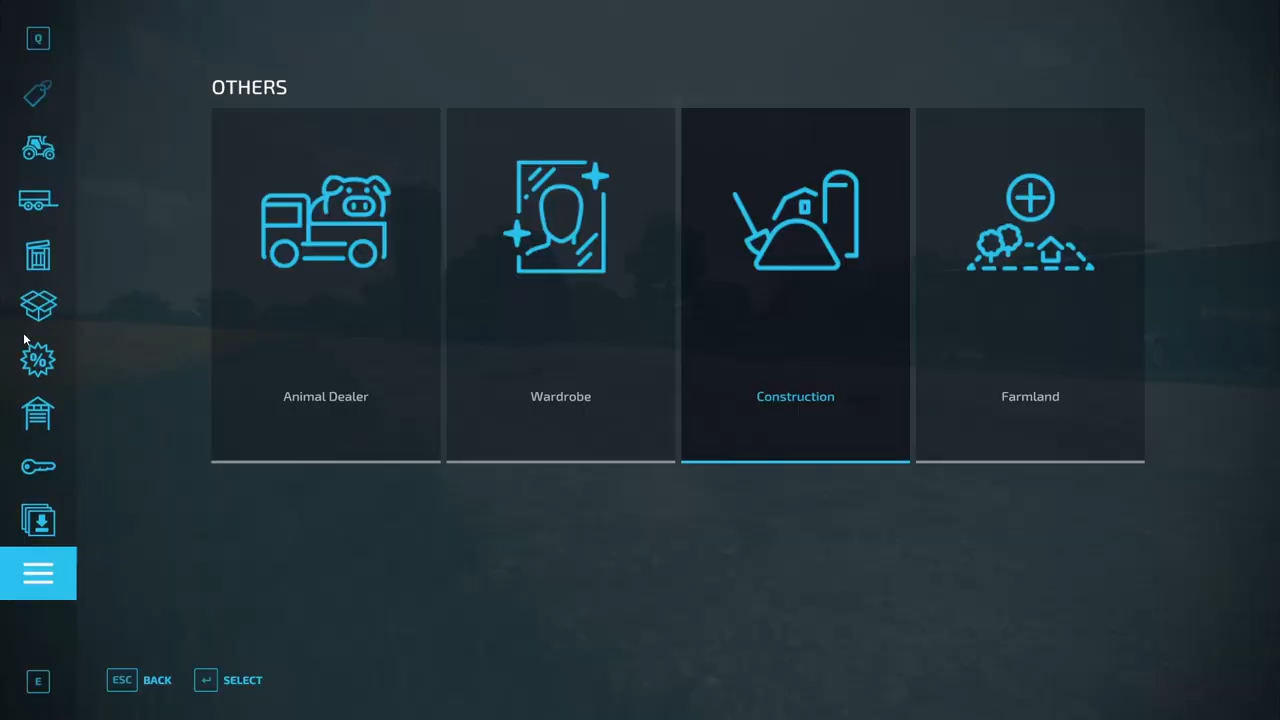 Q
OTHERS
%
Animal Dealer
Wardrobe
Construction
Farmland
E
ESC BACK
SELECT